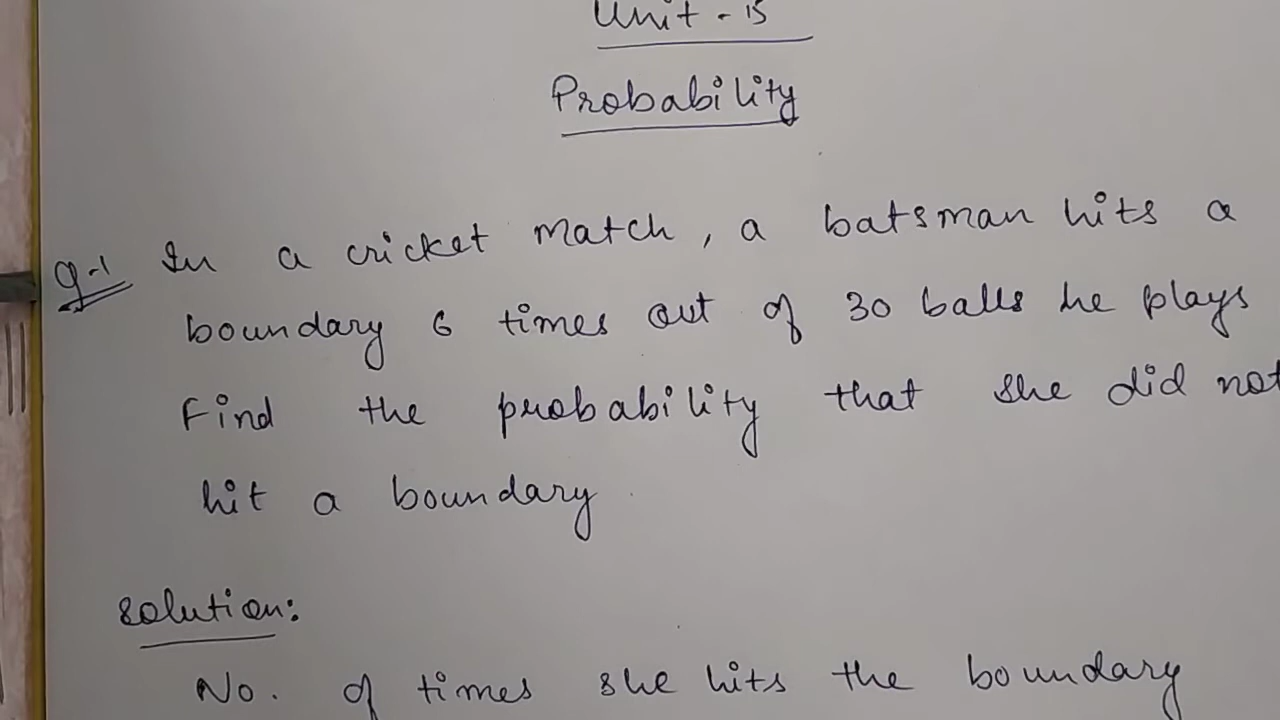 Unit - 15
Probability
Q-1 In a cricket match, a batsman hits a
boundary 6 times out of 30 balls he plays
Find the probability that she did not
hit a boundary
Solution:
No. of times she hits the boundary